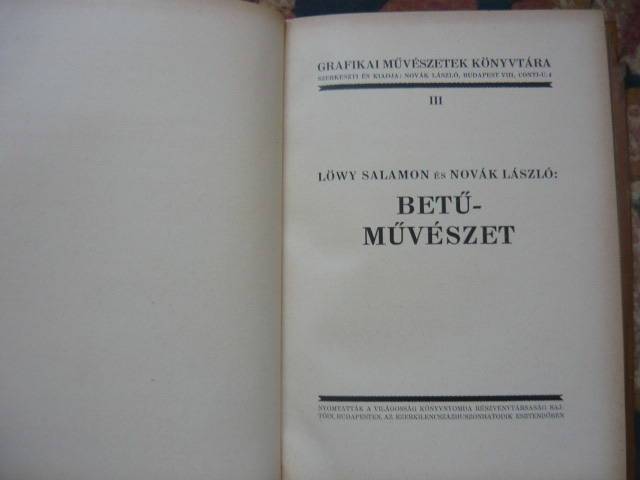 GRAFIKAI MŰVÉSZETEK KÖNYVTÁRA
SZERKESZTI ÉS KIADJA: NOVÁK LÁSZLÓ, BUDAPEST VIII, CONTI-U.4
III
LÖWY SALAMON ÉS NOVÁK LÁSZLÓ:
BETŰ-
MŰVÉSZET
NYOMTATTÁK A VILÁGOSSÁG KÖNYVNYOMDA RÉSZVÉNYTÁRSASÁG SAJ-
TÓIN, BUDAPESTEN, AZ EZERKILENCSZÁZHUSZONHATODIK ESZTENDŐBEN